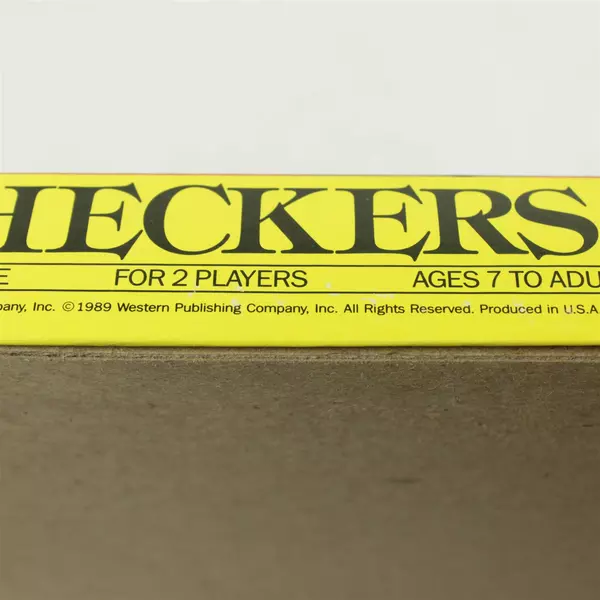 HECKERS
E FOR 2 PLAYERS AGES 7 TO ADU
pany, Inc. ©1989 Western Publishing Company, Inc. All Rights Reserved. Produced in U.S.A